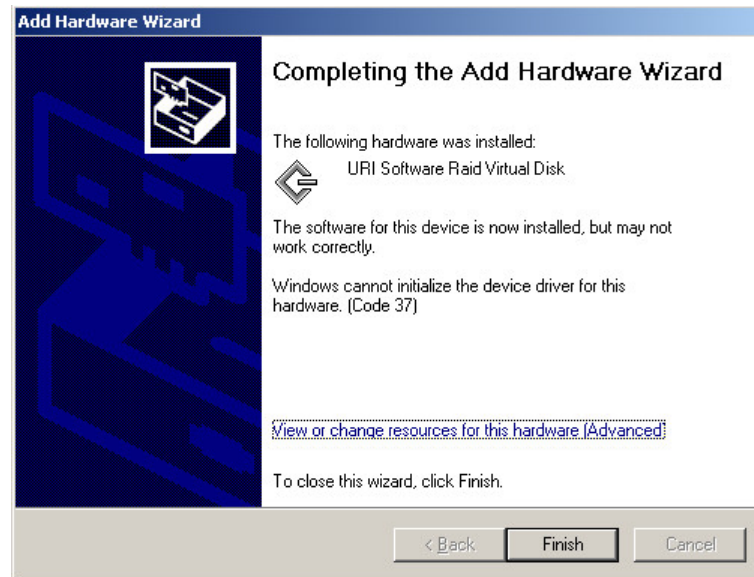 Add Hardware Wizard
Completing the Add Hardware Wizard
The following hardware was installed:
URI Software Raid Virtual Disk
The software for this device is now installed, but may not
work correctly.
Windows cannot initialize the device driver for this
hardware. (Code 37)
View or change resources for this hardware (Advanced)
To close this wizard, click Finish.
< Back
Finish
Cancel